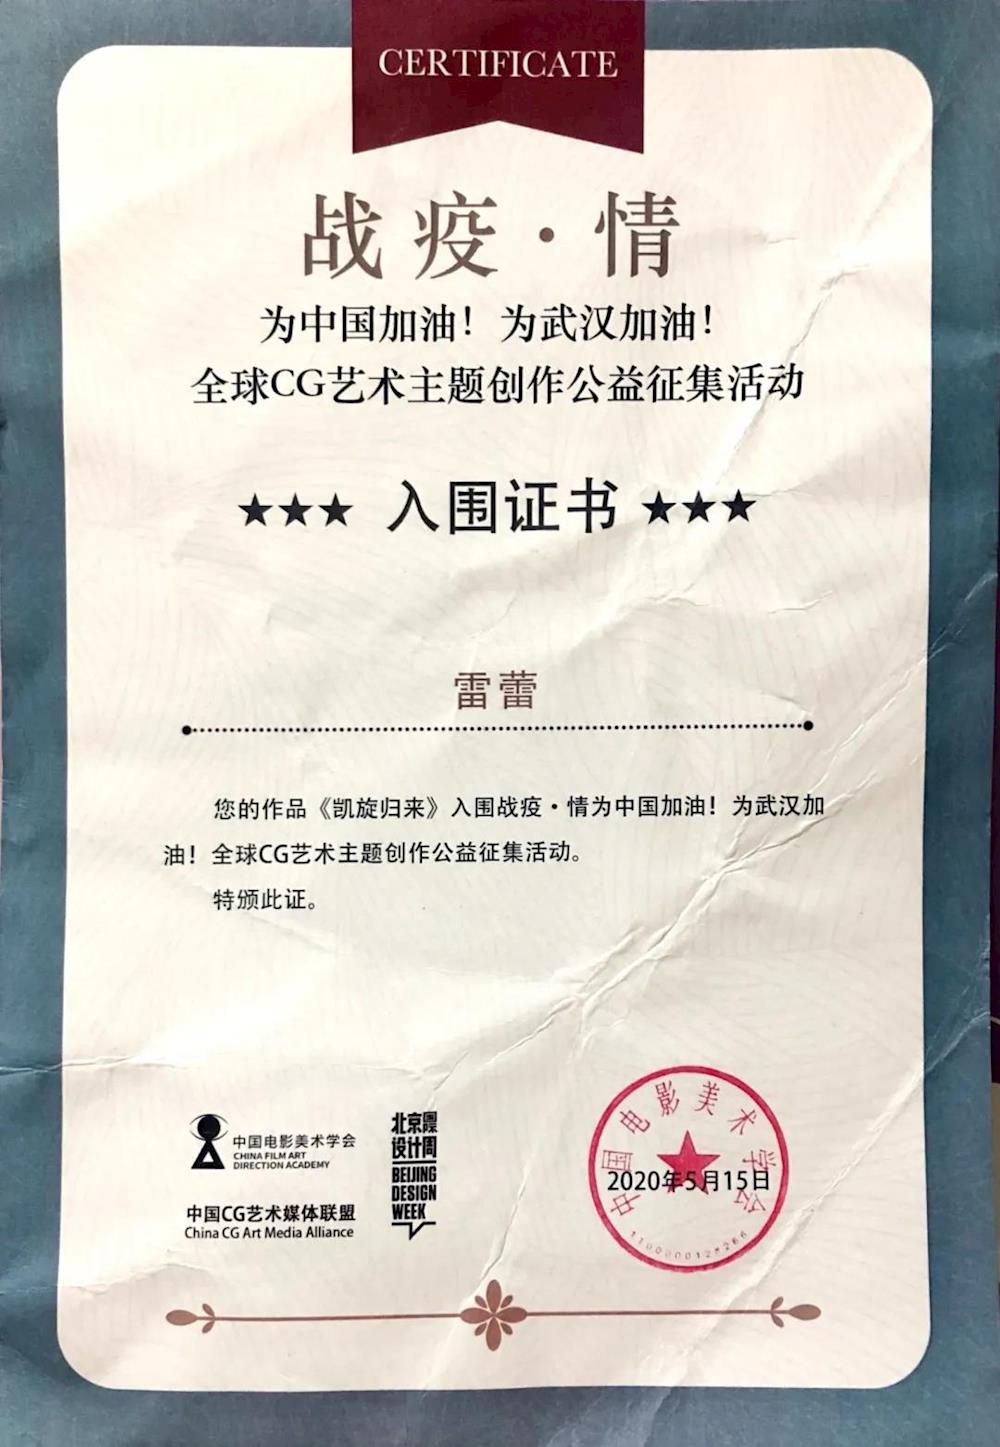 CERTIFICATE
战疫·情
为中国加油！为武汉加油！
全球CG艺术主题创作公益征集活动
★★★ 入围证书 ★★★
雷蕾
您的作品《凯旋归来》入围战疫·情为中国加油！为武汉加
油！全球CG艺术主题创作公益征集活动。
特颁此证。
中国电影美术学会
CHINA FILM ART
DIRECTION ACADEMY
中国CG艺术媒体联盟
China CG Art Media Alliance
北京国际
设计周
BEIJING
DESIGN
WEEK
中国电影美术学会
2020年5月15日